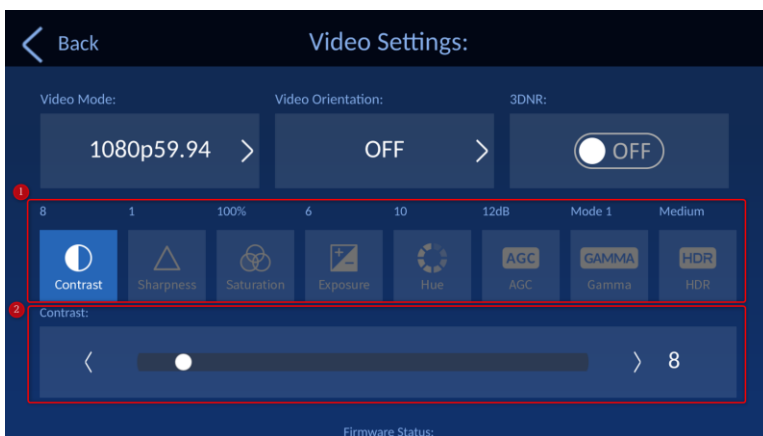 Back
Video Settings:
Video Mode:
Video Orientation:
3DNR:
1080p59.94
OFF
OFF
1
8
1
100%
6
10
12dB
Mode 1
Medium
AGC
GAMMA
HDR
Contrast
Sharpness
Saturation
Exposure
Hue
AGC
Gamma
HDR
2
Contrast:
8
Firmware Status: